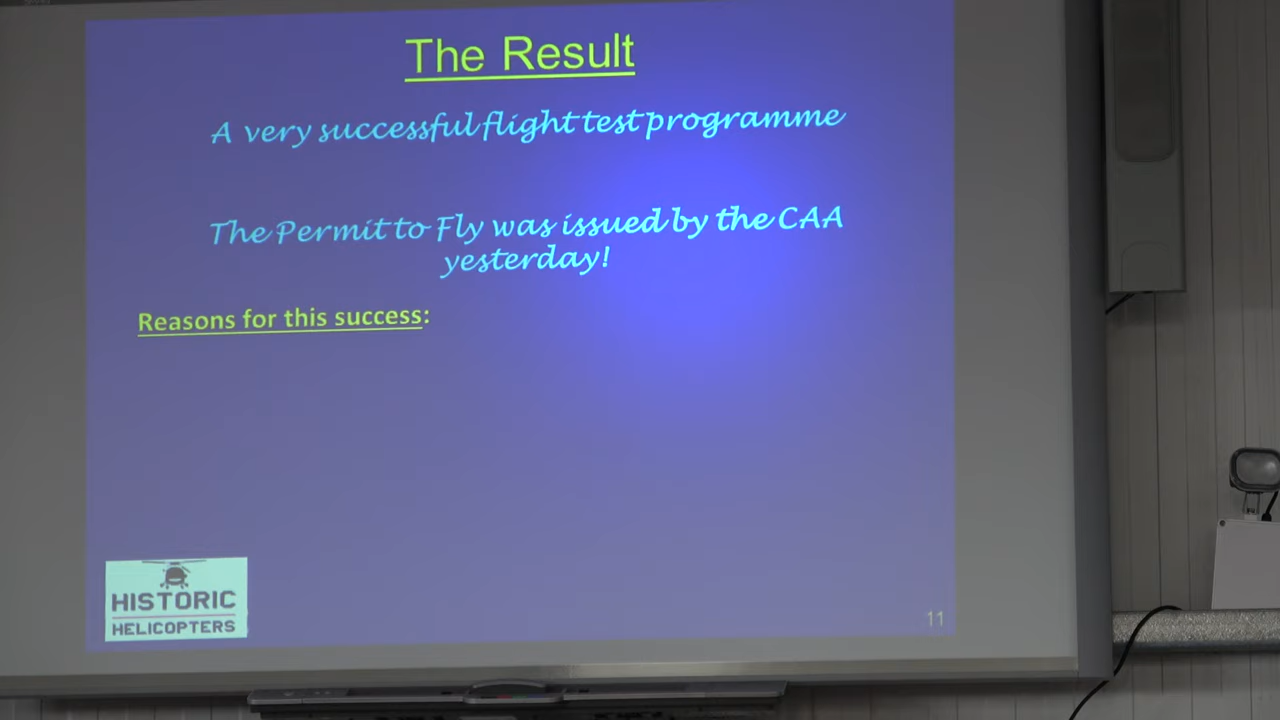 The Result
A very successful flight test programme
The Permit to Fly was issued by the CAA
yesterday!
Reasons for this success:
HISTORIC
HELICOPTERS
11